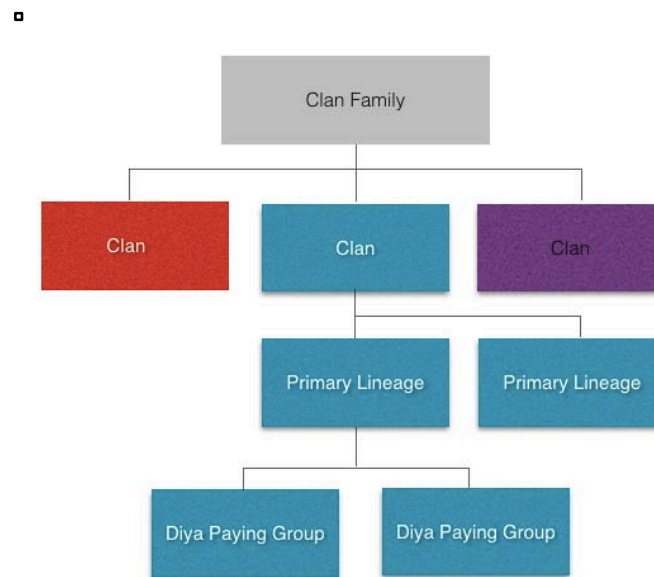 Clan Family
Clan
Clan
Clan
Primary Lineage
Primary Lineage
Diya Paying Group
Diya Paying Group